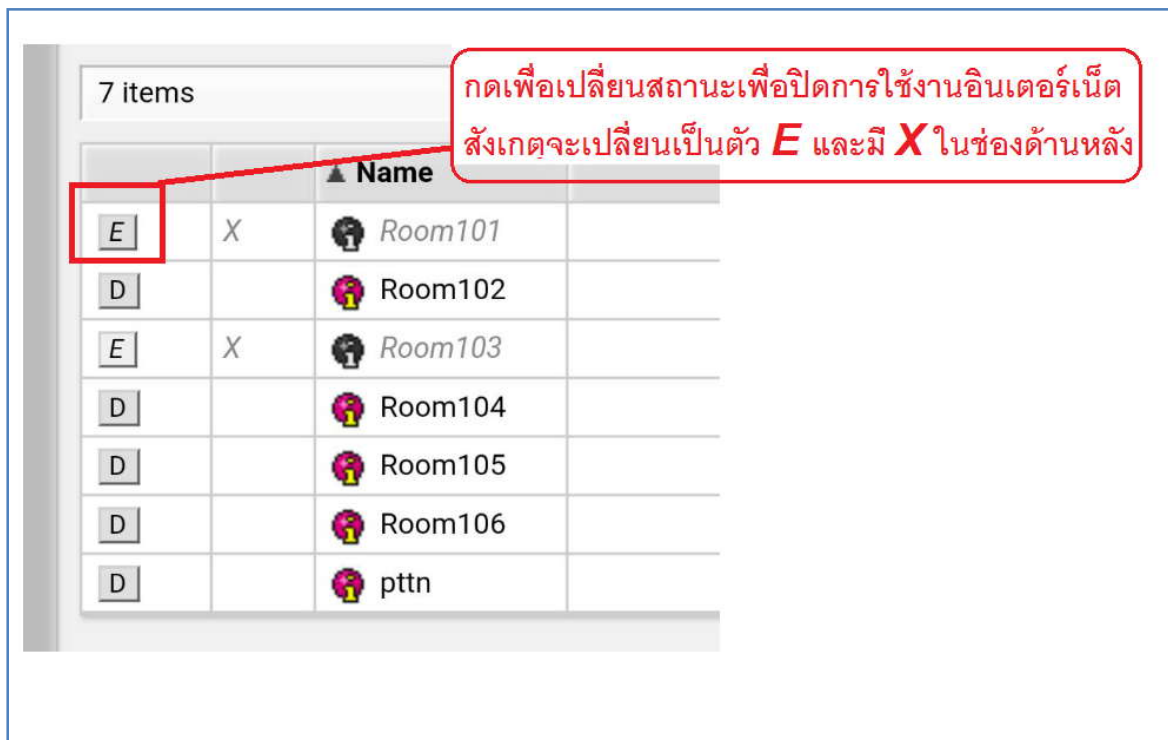 7 items
กดเพื่อเปลี่ยนสถานะเพื่อปิดการใช้งานอินเตอร์เน็ต
สังเกตุจะเปลี่ยนเป็นตัว E และมี X ในช่องด้านหลัง
▲ Name
E X Room101
D Room102
E X Room103
D Room104
D Room105
D Room106
D pttn